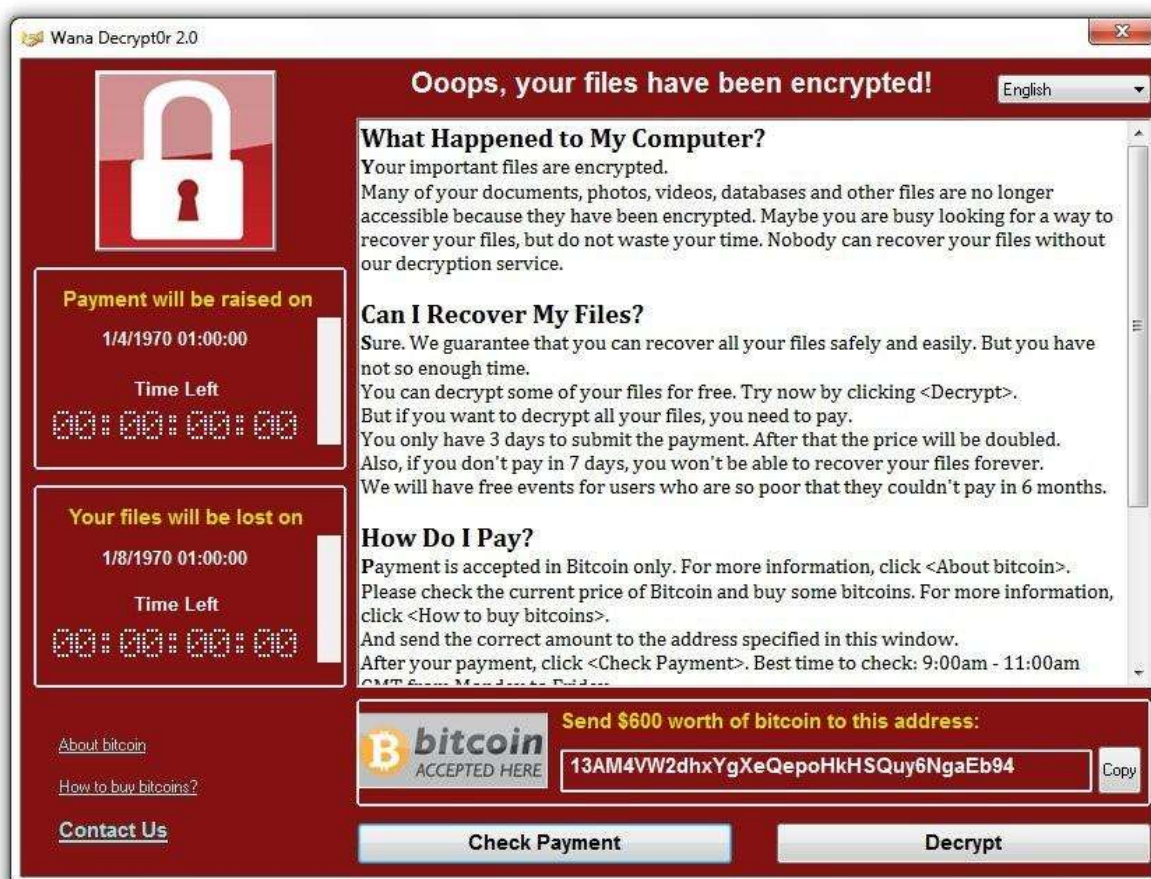 Wana Decrypt0r 2.0
Ooops, your files have been encrypted!
English
Payment will be raised on
1/4/1970 01:00:00
Time Left
00:00:00:00
Your files will be lost on
1/8/1970 01:00:00
Time Left
00:00:00:00
About bitcoin
How to buy bitcoins?
Contact Us
What Happened to My Computer?
Your important files are encrypted.
Many of your documents, photos, videos, databases and other files are no longer
accessible because they have been encrypted. Maybe you are busy looking for a way to
recover your files, but do not waste your time. Nobody can recover your files without
our decryption service.
Can I Recover My Files?
Sure. We guarantee that you can recover all your files safely and easily. But you have
not so enough time.
You can decrypt some of your files for free. Try now by clicking <Decrypt>.
But if you want to decrypt all your files, you need to pay.
You only have 3 days to submit the payment. After that the price will be doubled.
Also, if you don't pay in 7 days, you won't be able to recover your files forever.
We will have free events for users who are so poor that they couldn't pay in 6 months.
How Do I Pay?
Payment is accepted in Bitcoin only. For more information, click <About bitcoin>.
Please check the current price of Bitcoin and buy some bitcoins. For more information,
click <How to buy bitcoins>.
And send the correct amount to the address specified in this window.
After your payment, click <Check Payment>. Best time to check: 9:00am - 11:00am
GMT from Monday to Friday
bitcoin
ACCEPTED HERE
Send $600 worth of bitcoin to this address:
13AM4VW2dhxYgXeQepoHkHSQuy6NgaEb94
Copy
Check Payment
Decrypt